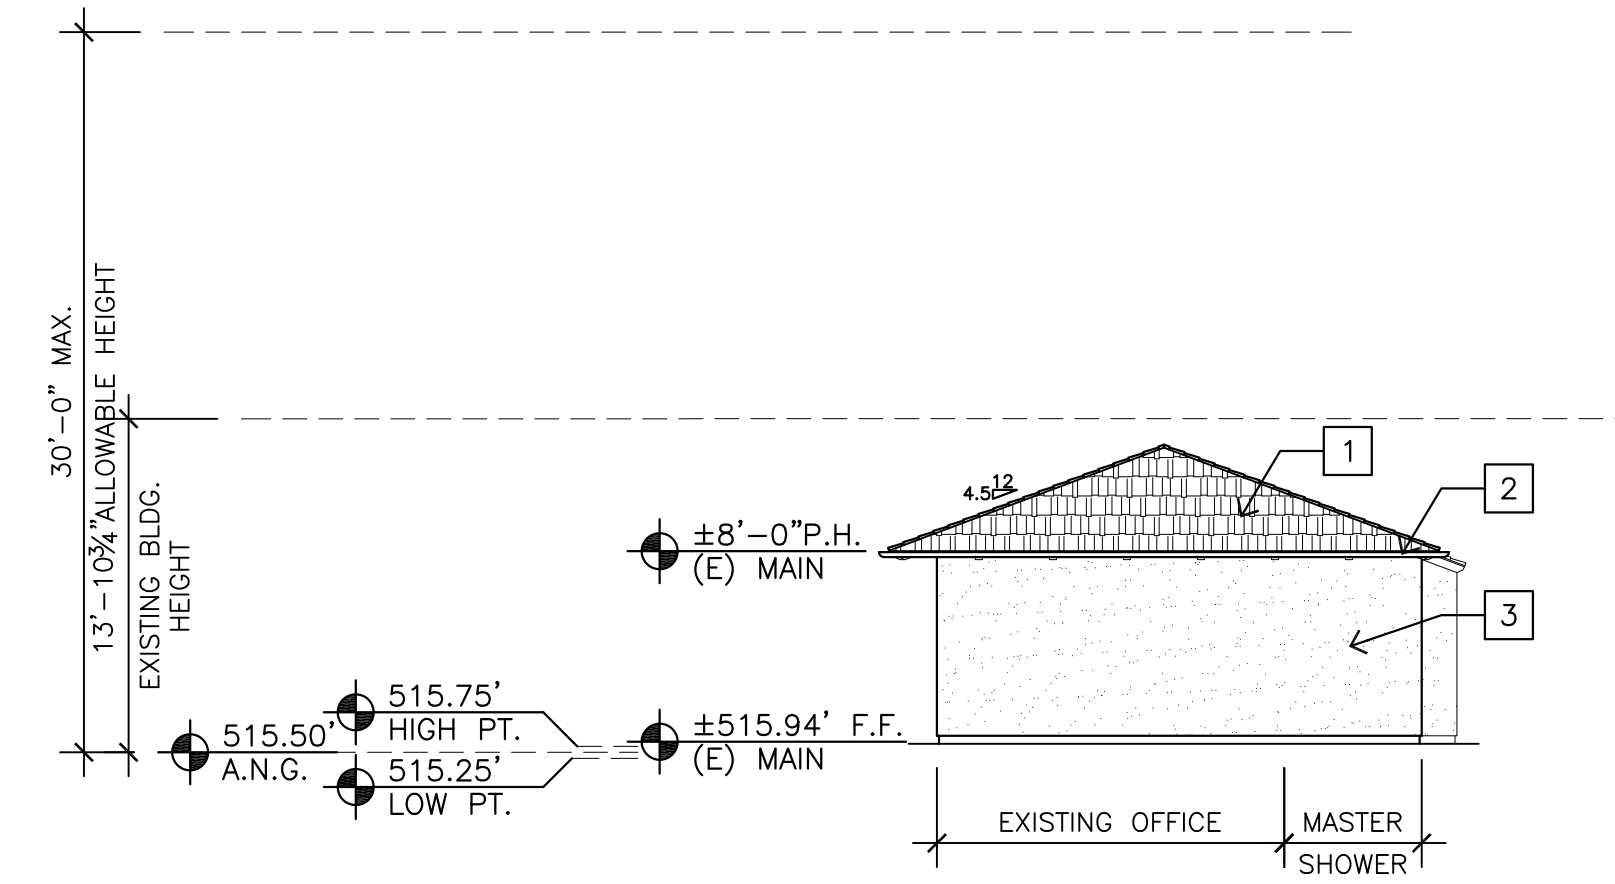 30'-0" MAX.
ALLOWABLE HEIGHT
13'-10¾"
EXISTING BLDG.
HEIGHT
1
2
12
4.5
±8'-0"P.H.
(E) MAIN
3
515.75'
HIGH PT.
515.50'
A.N.G.
515.25'
LOW PT.
±515.94' F.F.
(E) MAIN
EXISTING OFFICE
MASTER
SHOWER